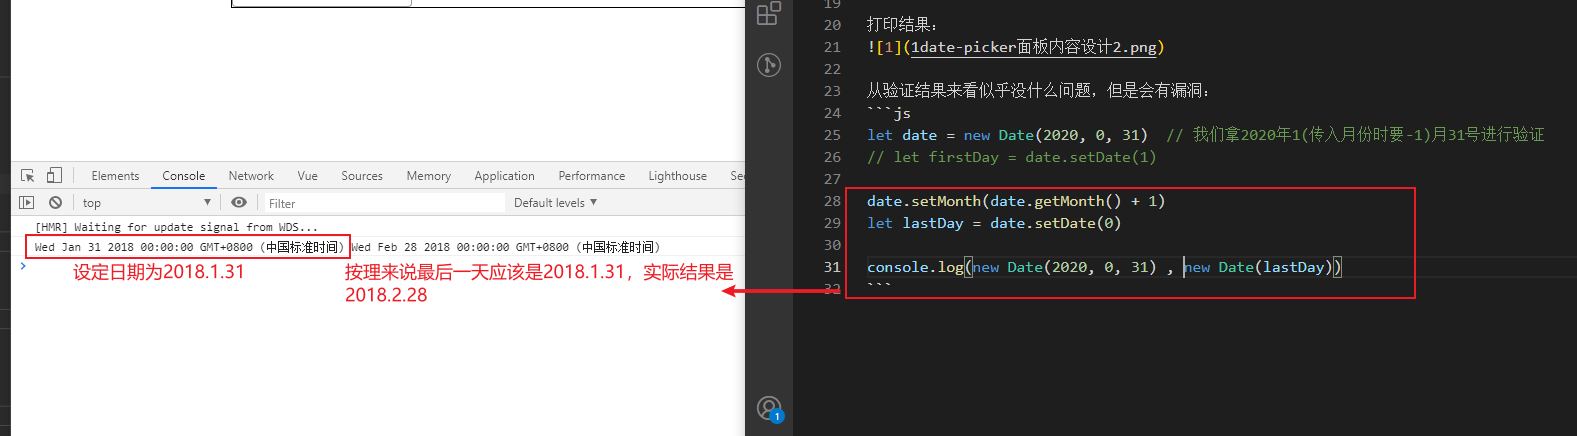 Elements Console Network Vue Sources Memory Application Performance Lighthouse Sec
top Filter Default levels
[HMR] Waiting for update signal from WDS...
Wed Jan 31 2018 00:00:00 GMT+0800 (中国标准时间) Wed Feb 28 2018 00:00:00 GMT+0800 (中国标准时间)
设定日期为2018.1.31
按理来说最后一天应该是2018.1.31，实际结果是
2018.2.28
19
20 打印结果：
21 ![1](1date-picker面板内容设计2.png)
22
23 从验证结果来看似乎没什么问题，但是会有漏洞：
24 ```js
25 let date = new Date(2020, 0, 31)  // 我们拿2020年1(传入月份时要-1)月31号进行验证
26 // let firstDay = date.setDate(1)
27
28 date.setMonth(date.getMonth() + 1)
29 let lastDay = date.setDate(0)
30
31 console.log(new Date(2020, 0, 31) , new Date(lastDay))
32 ```
1